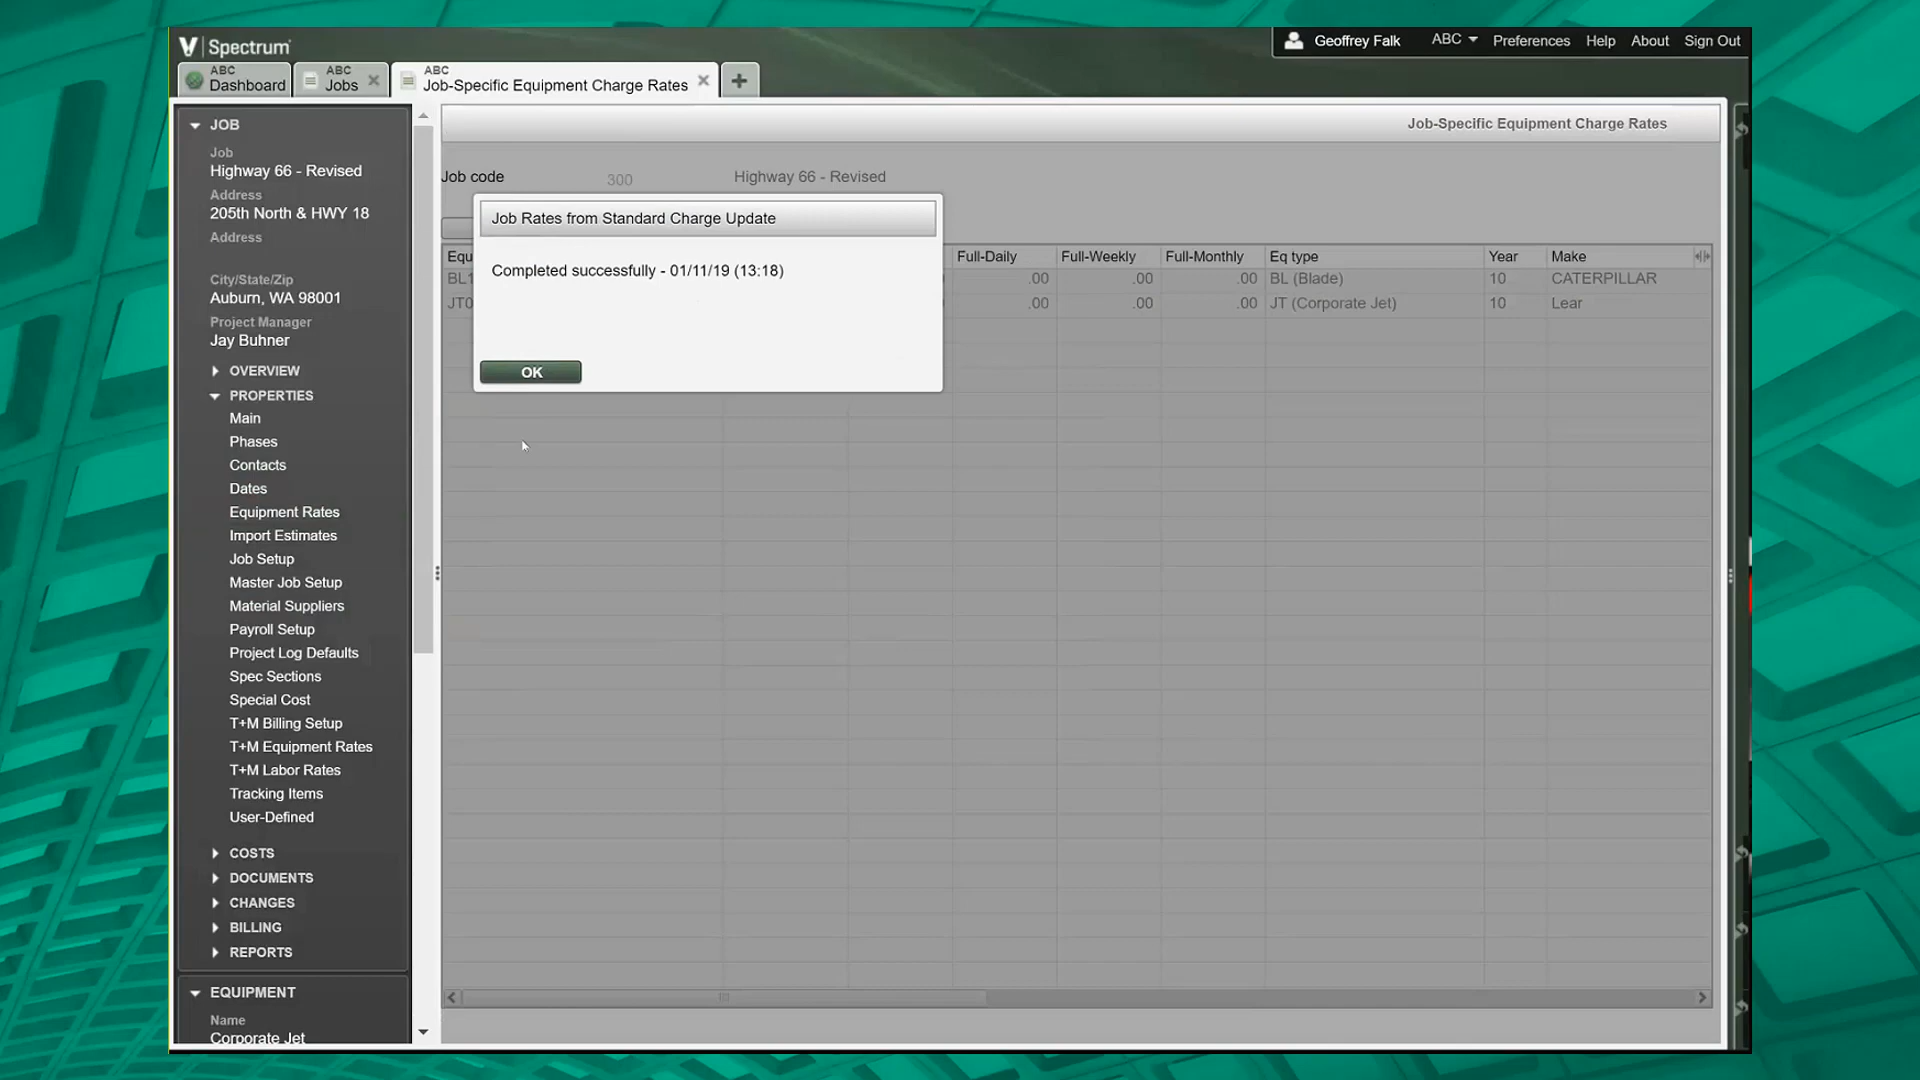 Spectrum
Geoffrey Falk
ABC
Preferences
Help
About
Sign Out
ABC
Dashboard
ABC
Jobs
ABC
Job-Specific Equipment Charge Rates
JOB
Job
Highway 66 - Revised
Address
205th North & HWY 18
Address
City/State/Zip
Auburn, WA 98001
Project Manager
Jay Buhner
OVERVIEW
PROPERTIES
Main
Phases
Contacts
Dates
Equipment Rates
Import Estimates
Job Setup
Master Job Setup
Material Suppliers
Payroll Setup
Project Log Defaults
Spec Sections
Special Cost
T+M Billing Setup
T+M Equipment Rates
T+M Labor Rates
Tracking Items
User-Defined
COSTS
DOCUMENTS
CHANGES
BILLING
REPORTS
EQUIPMENT
Name
Corporate Jet
Job-Specific Equipment Charge Rates
Job code 300 Highway 66 - Revised
Job Rates from Standard Charge Update
Completed successfully - 01/11/19 (13:18)
OK
Equ Full-Daily Full-Weekly Full-Monthly Eq type Year Make
BL1 .00 .00 .00 BL (Blade) 10 CATERPILLAR
JT0 .00 .00 .00 JT (Corporate Jet) 10 Lear